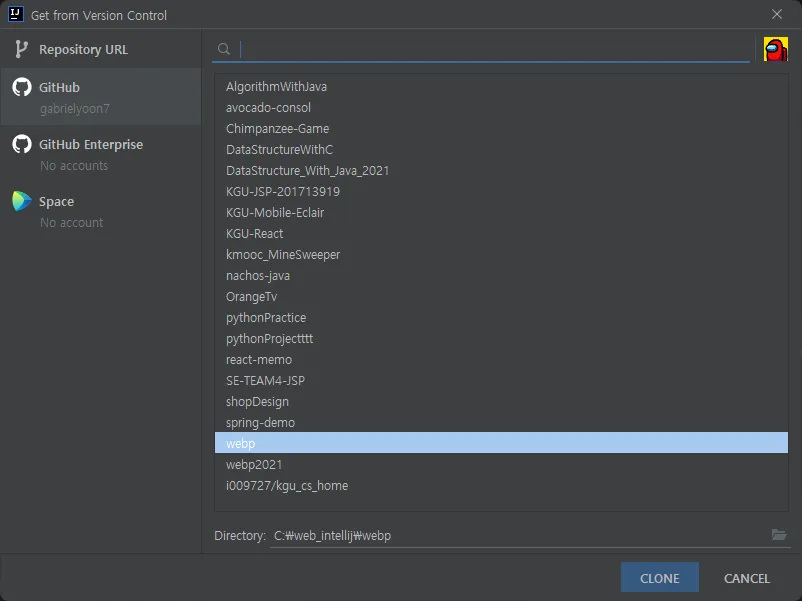 Get from Version Control
Repository URL
GitHub
gabrielyoon7
GitHub Enterprise
No accounts
Space
No account
AlgorithmWithJava
avocado-consol
Chimpanzee-Game
DataStructureWithC
DataStructure_With_Java_2021
KGU-JSP-201713919
KGU-Mobile-Eclair
KGU-React
kmooc_MineSweeper
nachos-java
OrangeTv
pythonPractice
pythonProjectttt
react-memo
SE-TEAM4-JSP
shopDesign
spring-demo
webp
webp2021
i009727/kgu_cs_home
Directory: C:₩web_intellij₩webp
CLONE CANCEL